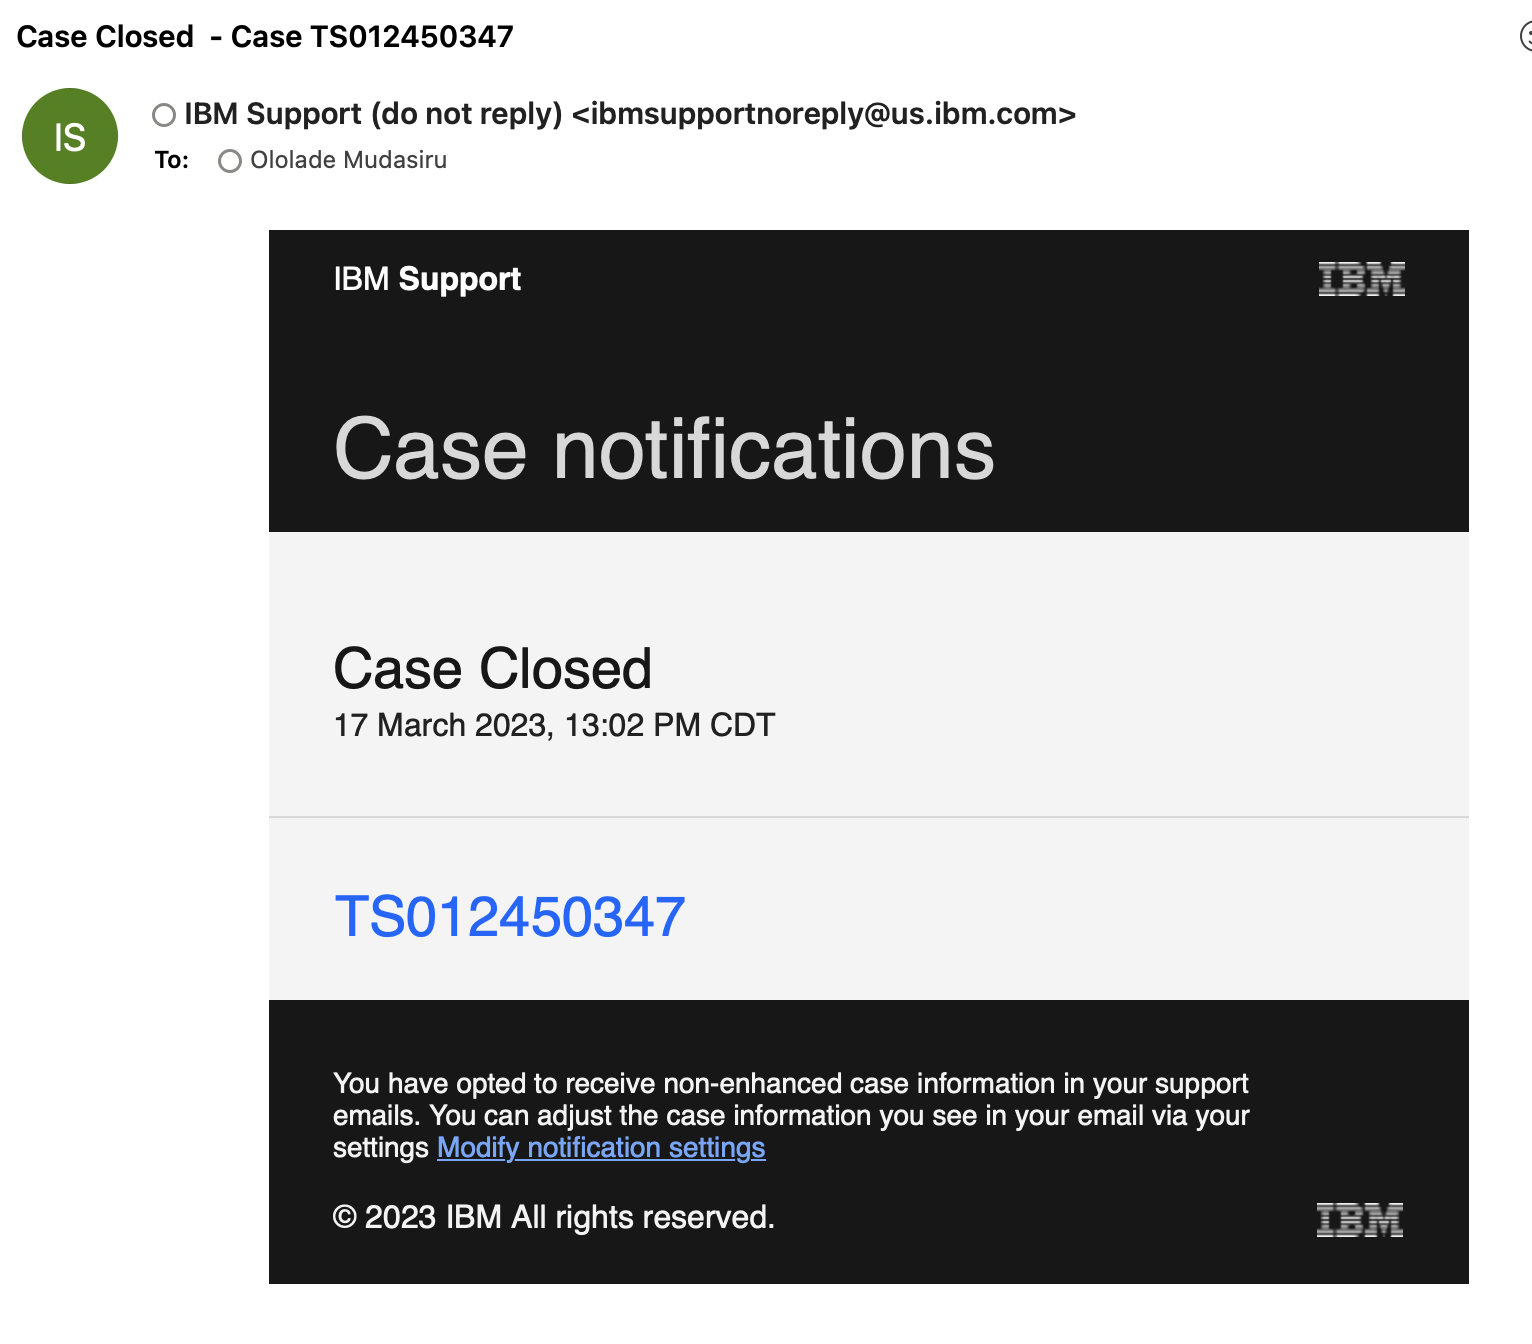 Case Closed - Case TS012450347
IS
IBM Support (do not reply) <ibmsupportnoreply@us.ibm.com>
To: Ololade Mudasiru
IBM Support
IBM
Case notifications
Case Closed
17 March 2023, 13:02 PM CDT
TS012450347
You have opted to receive non-enhanced case information in your support
emails. You can adjust the case information you see in your email via your
settings Modify notification settings
© 2023 IBM All rights reserved.
IBM